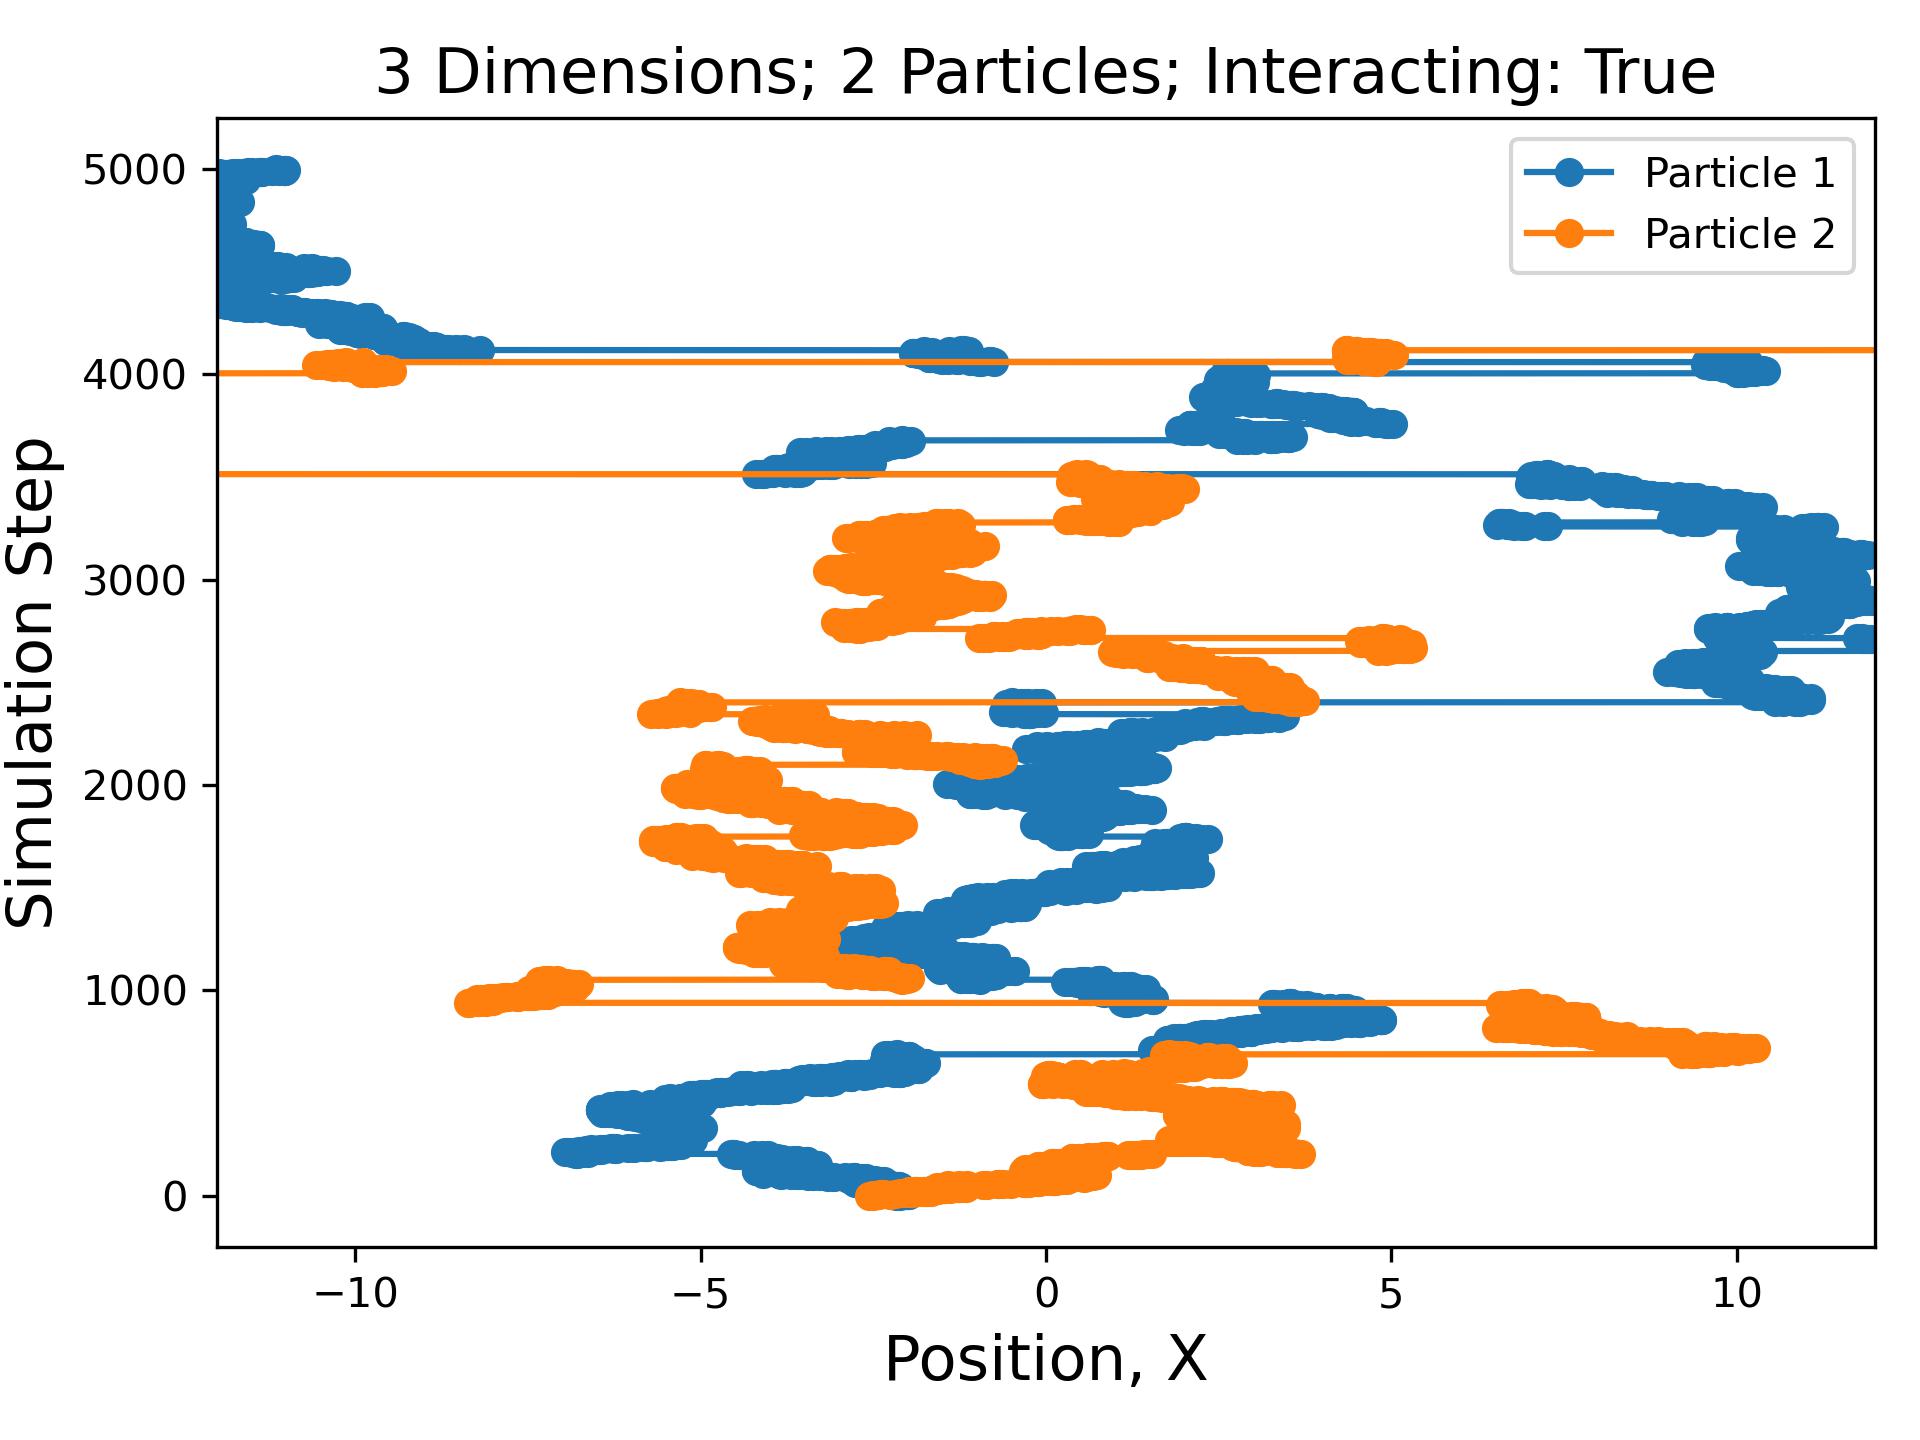 3 Dimensions; 2 Particles; Interacting: True
Particle 1
Particle 2
5000
4000
3000
2000
1000
0
Simulation Step
−10
−5
0
5
10
Position, X